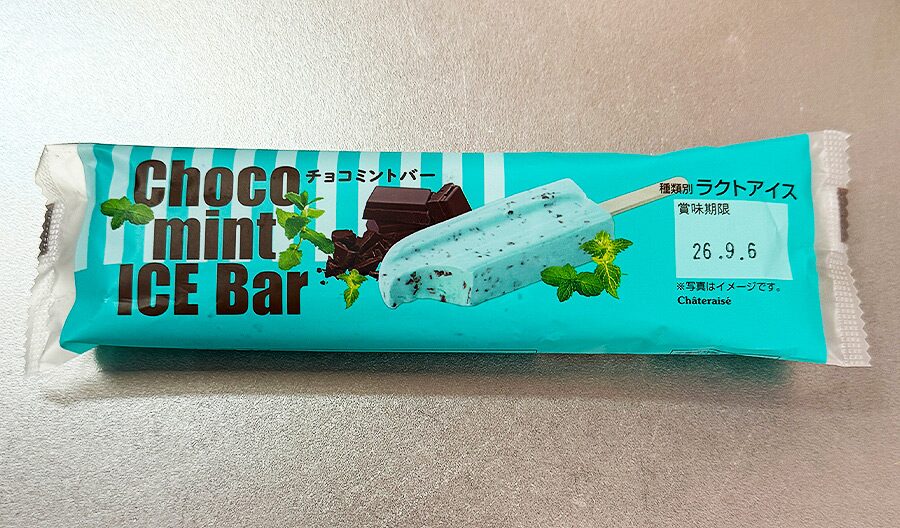 Choco
mint
ICE Bar
チョコミントバー
種類別 ラクトアイス
賞味期限
26.9.6
※写真はイメージです。
Châteraisé